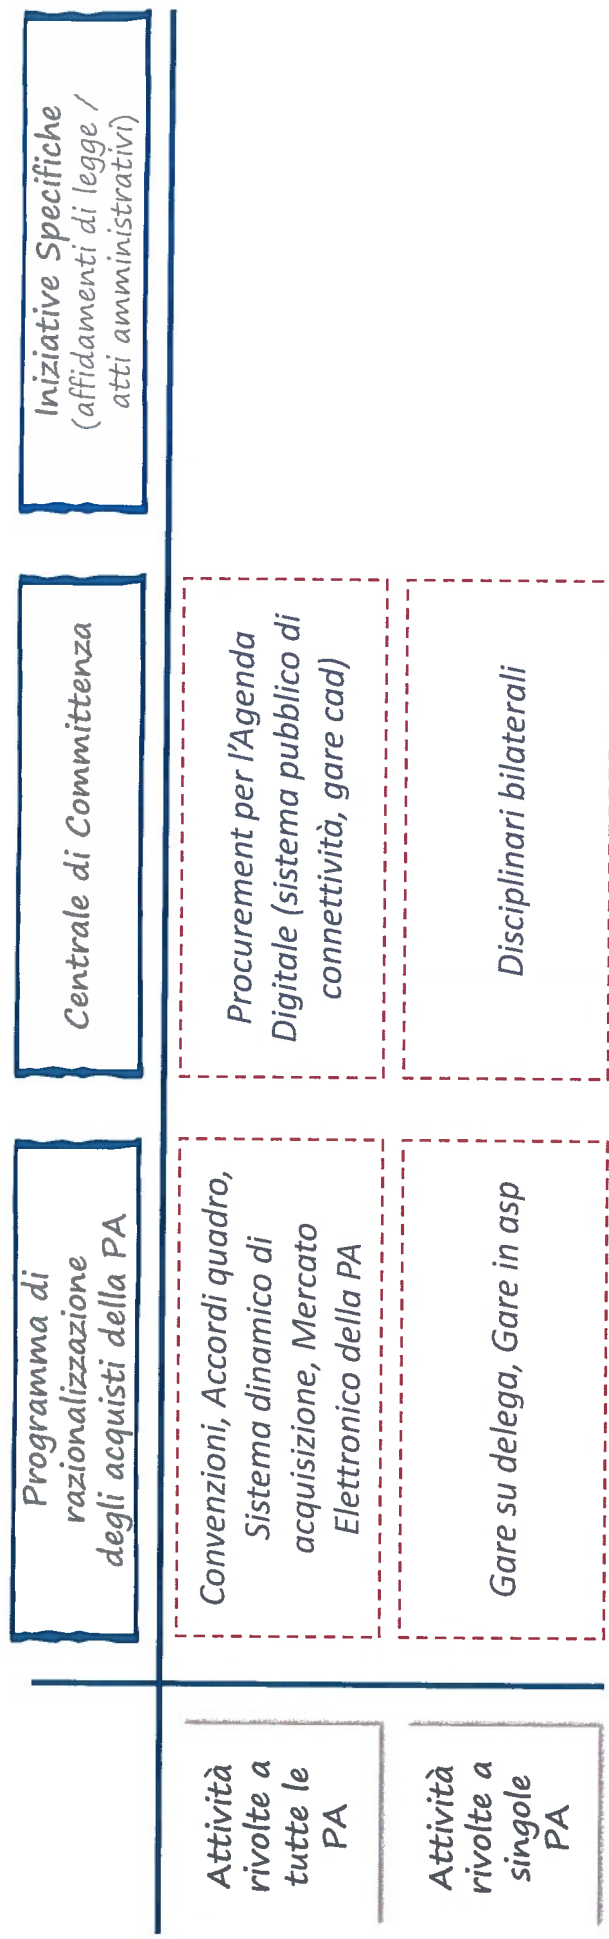 Programma di
razionalizzazione
degli acquisti della PA
Centrale di Committenza
Iniziative Specifiche
(affidamenti di legge /
atti amministrativi)
Attività
rivolte a
tutte le
PA
Convenzioni, Accordi quadro,
Sistema dinamico di
acquisizione, Mercato
Elettronico della PA
Procurement per l'Agenda
Digitale (sistema pubblico di
connettività, gare cad)
Attività
rivolte a
singole
PA
Gare su delega, Gare in asp
Disciplinari bilaterali